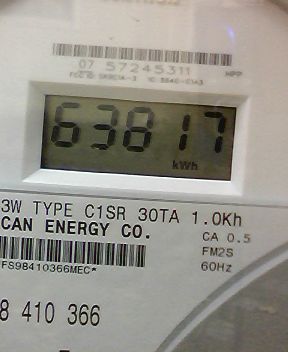 07 57245311 HPP
63817
kWh
3W TYPE C1SR 30TA 1.0Kh
CAN ENERGY CO.
CA 0.5
FM2S
60Hz
FS98410366MEC*
8 410 366